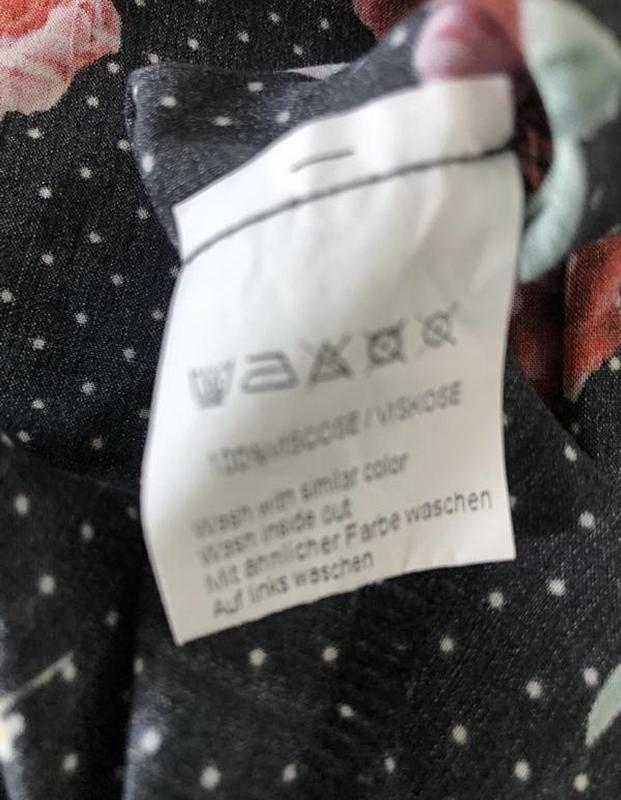 100% VISCOSE / VISKOSE
Wash with similar color
Wash inside out
Mit ähnlicher Farbe waschen
Auf links waschen